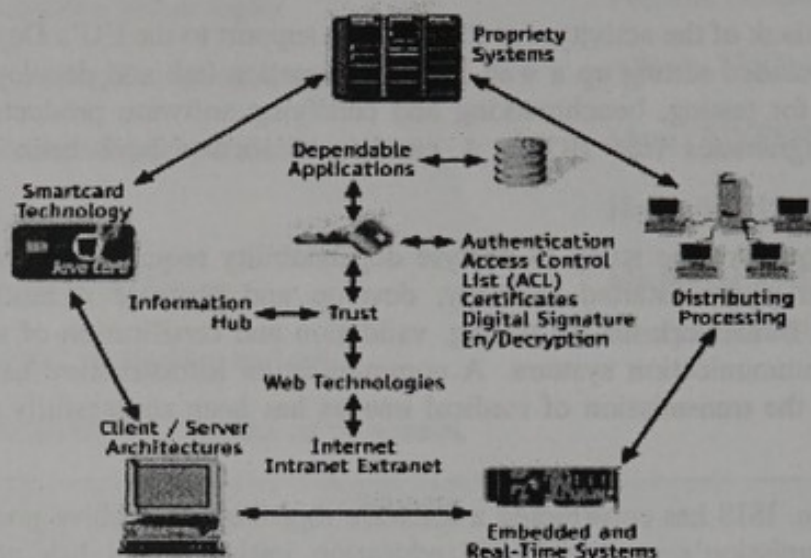 Propriety
Systems
Dependable
Applications
Smartcard
Technology
Java Card
Authentication
Access Control
List (ACL)
Certificates
Digital Signature
En/Decryption
Distributing
Processing
Information
Hub
Trust
Web Technologies
Client / Server
Architectures
Internet
Intranet Extranet
Embedded and
Real-Time Systems